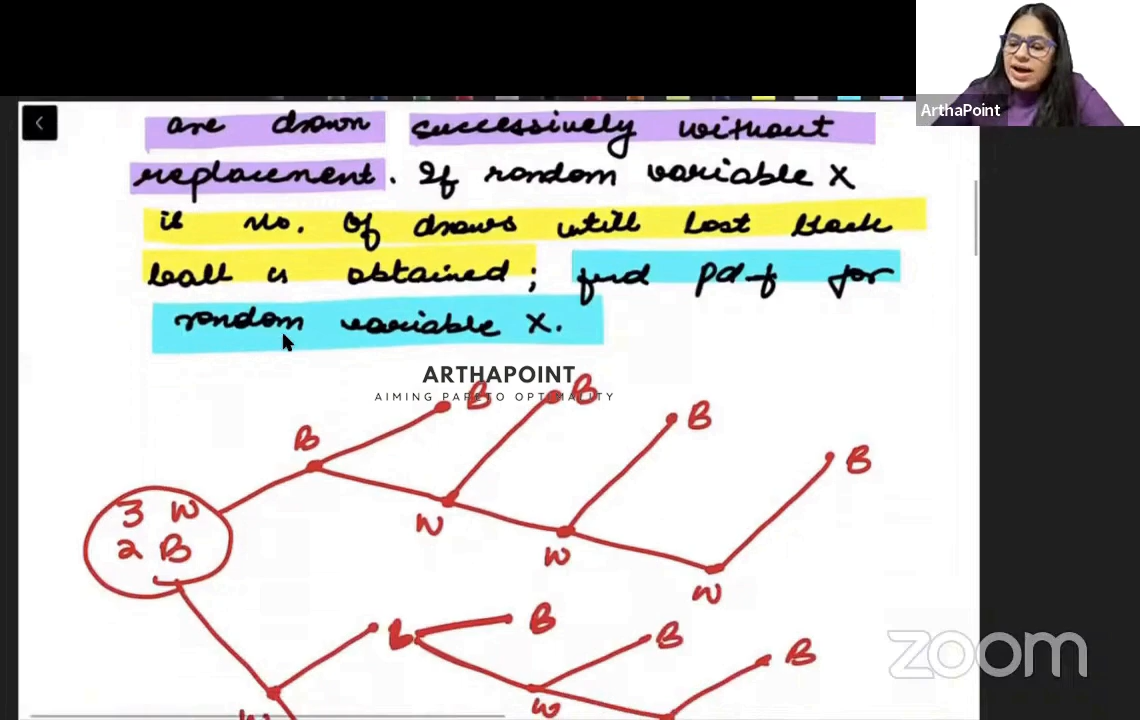 ArthaPoint
are drawn successively without
replacement. If random variable X
is no. of draws untill last black
ball is obtained; find pdf for
random variable X.
ARTHAPOINT
AIMING PARETO OPTIMALITY
B B
B B
B
3 W
2 B
W
W
W
B B B B
W
W
zoom